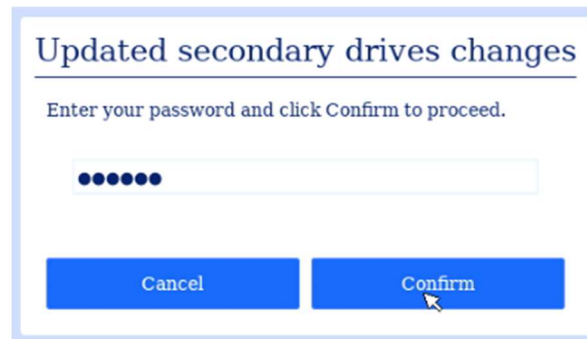 Updated secondary drives changes
Enter your password and click Confirm to proceed.
●●●●●●
Cancel Confirm